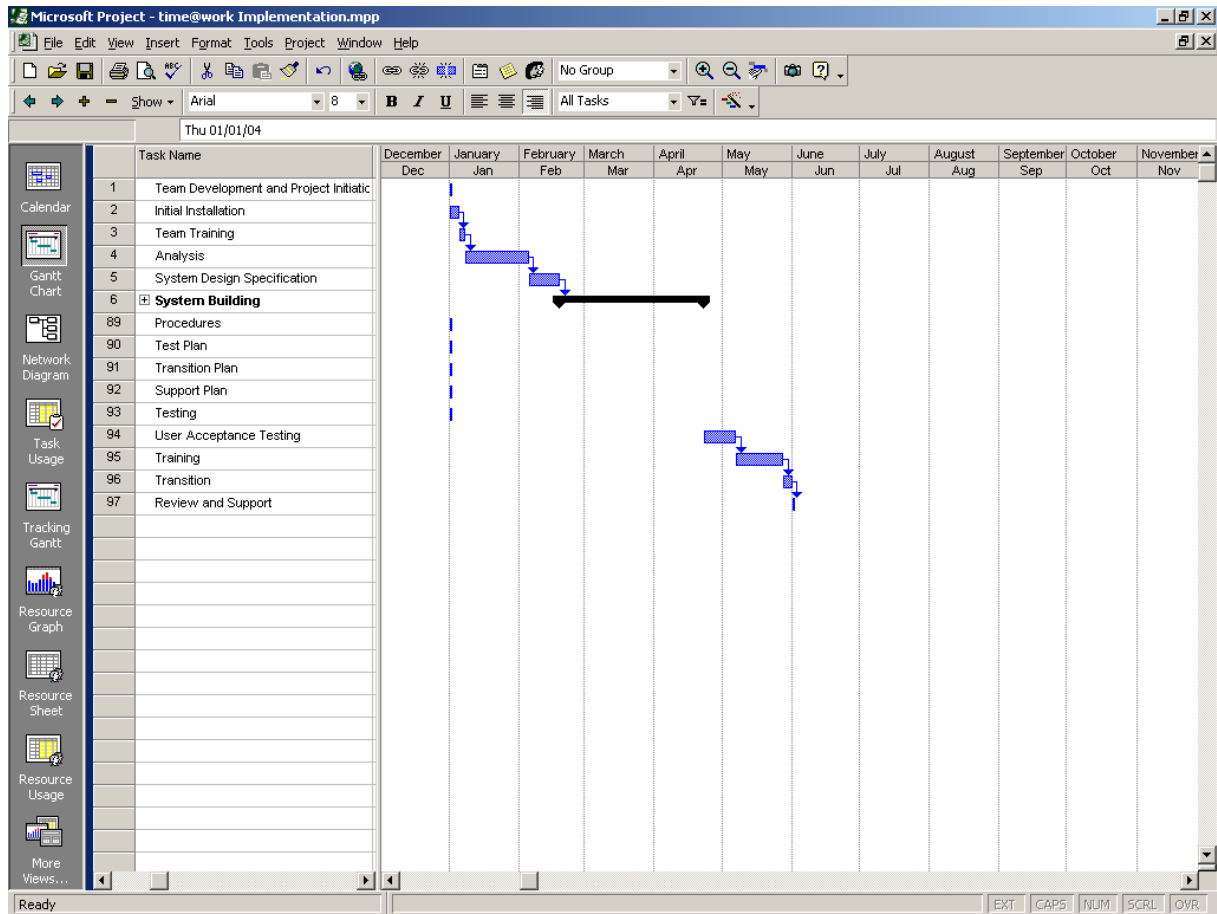 Microsoft Project - time@work Implementation.mpp
File Edit View Insert Format Tools Project Window Help
ABC No Group
Show Arial 8 B I U All Tasks
Thu 01/01/04
Task Name December January February March April May June July August September October November
Dec Jan Feb Mar Apr May Jun Jul Aug Sep Oct Nov
Calendar
Gantt
Chart
Network
Diagram
Task
Usage
Tracking
Gantt
Resource
Graph
Resource
Sheet
Resource
Usage
More
Views...
1 Team Development and Project Initiatic
2 Initial Installation
3 Team Training
4 Analysis
5 System Design Specification
6 System Building
89 Procedures
90 Test Plan
91 Transition Plan
92 Support Plan
93 Testing
94 User Acceptance Testing
95 Training
96 Transition
97 Review and Support
Ready EXT CAPS NUM SCRL OVR